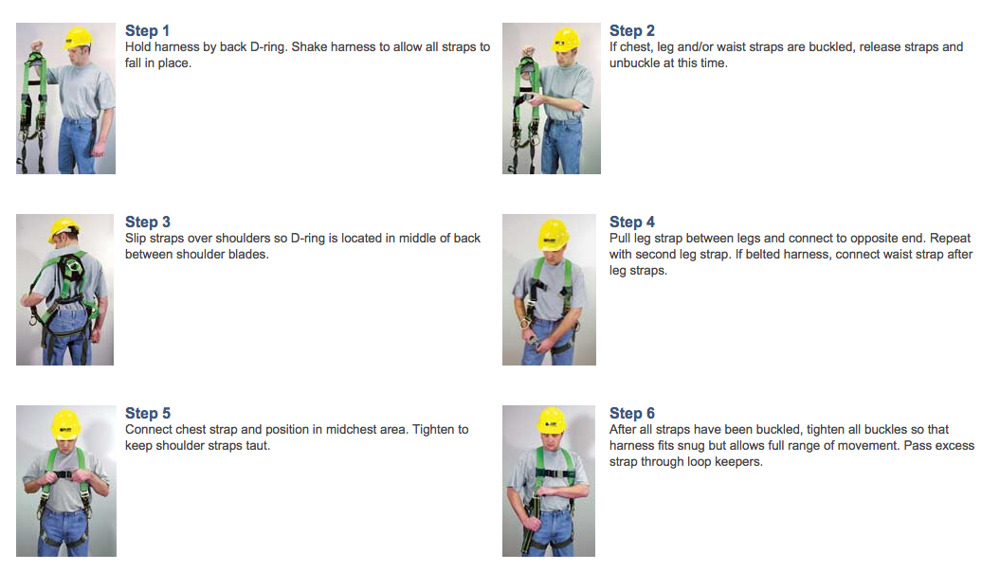 Step 1
Hold harness by back D-ring. Shake harness to allow all straps to
fall in place.
Step 2
If chest, leg and/or waist straps are buckled, release straps and
unbuckle at this time.
Step 3
Slip straps over shoulders so D-ring is located in middle of back
between shoulder blades.
Step 4
Pull leg strap between legs and connect to opposite end. Repeat
with second leg strap. If belted harness, connect waist strap after
leg straps.
Step 5
Connect chest strap and position in midchest area. Tighten to
keep shoulder straps taut.
Step 6
After all straps have been buckled, tighten all buckles so that
harness fits snug but allows full range of movement. Pass excess
strap through loop keepers.